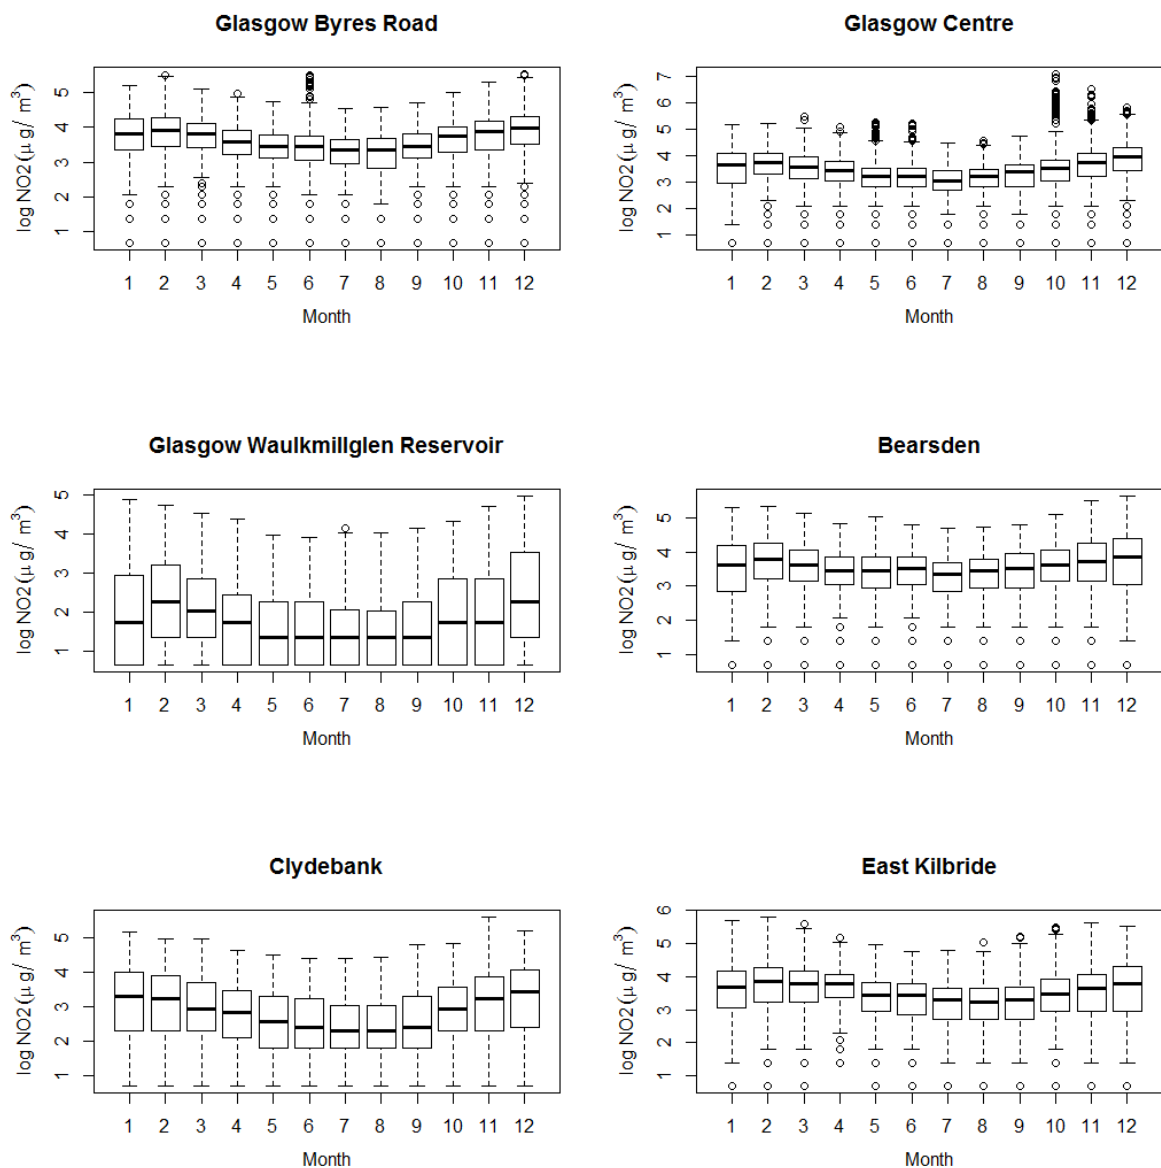 Glasgow Byres Road
Glasgow Centre
log NO2 (μ g/ m³)
5
4
3
2
1
1 2 3 4 5 6 7 8 9 10 11 12
Month
log NO2 (μ g/ m³)
7
6
5
4
3
2
1
1 2 3 4 5 6 7 8 9 10 11 12
Month
Glasgow Waulkmillglen Reservoir
Bearsden
log NO2 (μ g/ m³)
5
4
3
2
1
1 2 3 4 5 6 7 8 9 10 11 12
Month
log NO2 (μ g/ m³)
5
4
3
2
1
1 2 3 4 5 6 7 8 9 10 11 12
Month
Clydebank
East Kilbride
log NO2 (μ g/ m³)
5
4
3
2
1
1 2 3 4 5 6 7 8 9 10 11 12
Month
log NO2 (μ g/ m³)
6
5
4
3
2
1
1 2 3 4 5 6 7 8 9 10 11 12
Month